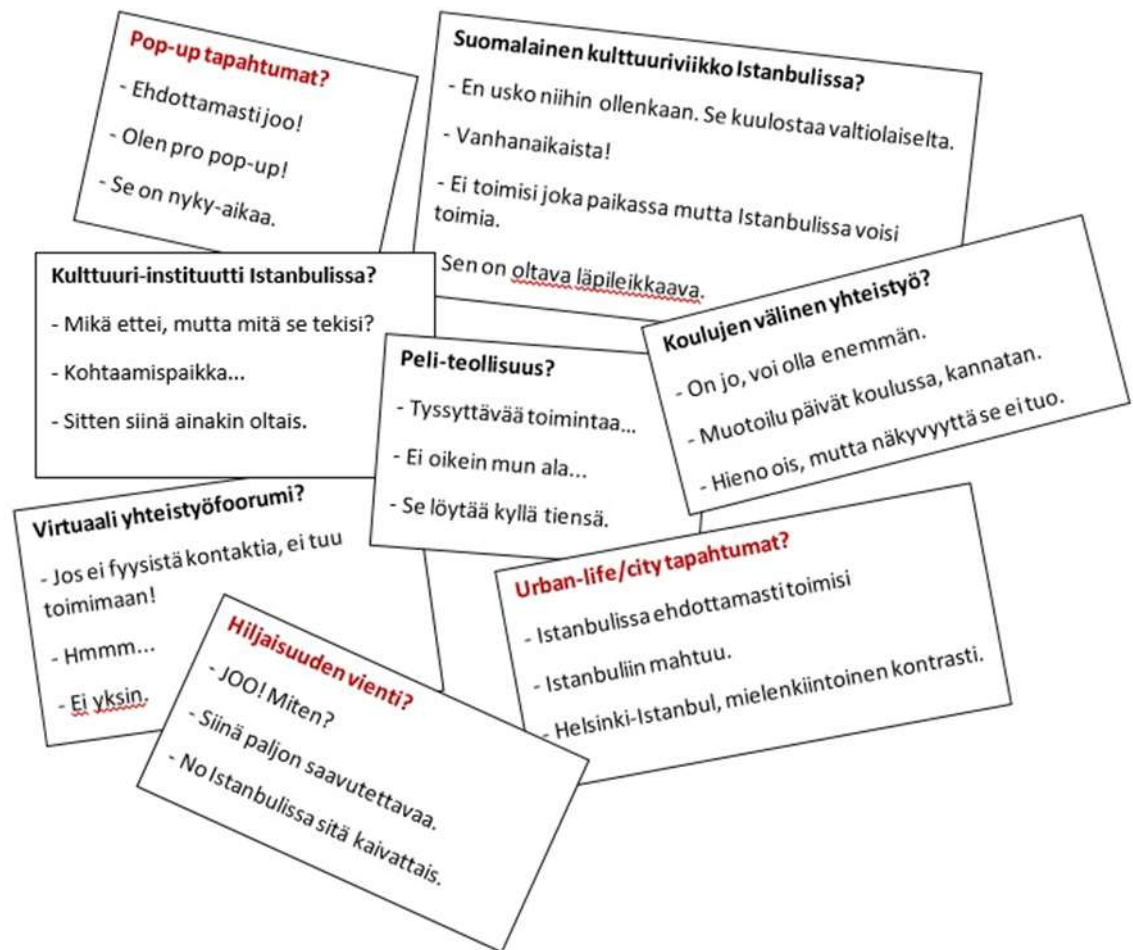 Pop-up tapahtumat?
- Ehdottamasti joo!
- Olen pro pop-up!
- Se on nyky-aikaa.
Suomalainen kulttuuriviikko Istanbulissa?
- En usko niihin ollenkaan. Se kuulostaa valtiolaiselta.
- Vanhanaikaista!
- Ei toimisi joka paikassa mutta Istanbulissa voisi
toimia.
Sen on oltava läpileikkaava.
Kulttuuri-instituutti Istanbulissa?
- Mikä ettei, mutta mitä se tekisi?
- Kohtaamispaikka...
- Sitten siinä ainakin oltais.
Peli-teollisuus?
- Tyssyttävää toimintaa...
- Ei oikein mun ala...
- Se löytää kyllä tiensä.
Koulujen välinen yhteistyö?
- On jo, voi olla enemmän.
- Muotoilu päivät koulussa, kannatan.
- Hieno ois, mutta näkyvyyttä se ei tuo.
Virtuaali yhteistyöfoorumi?
- Jos ei fyysistä kontaktia, ei tuu
toimimaan!
- Hmmm...
- Ei yksin.
Hiljaisuuden vienti?
- JOO! Miten?
- Siinä paljon saavutettavaa.
- No Istanbulissa sitä kaivattais.
Urban-life/city tapahtumat?
- Istanbulissa ehdottamasti toimisi
- Istanbuliin mahtuu.
- Helsinki-Istanbul, mielenkiintoinen kontrasti.